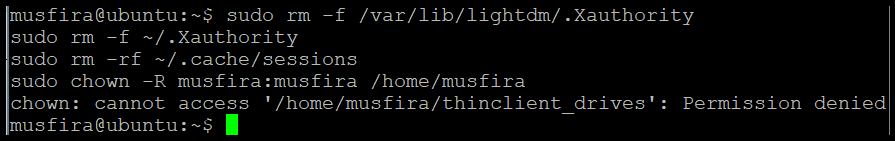 musfira@ubuntu:~$ sudo rm -f /var/lib/lightdm/.Xauthority
sudo rm -f ~/.Xauthority
sudo rm -rf ~/.cache/sessions
sudo chown -R musfira:musfira /home/musfira
chown: cannot access '/home/musfira/thinclient_drives': Permission denied
musfira@ubuntu:~$